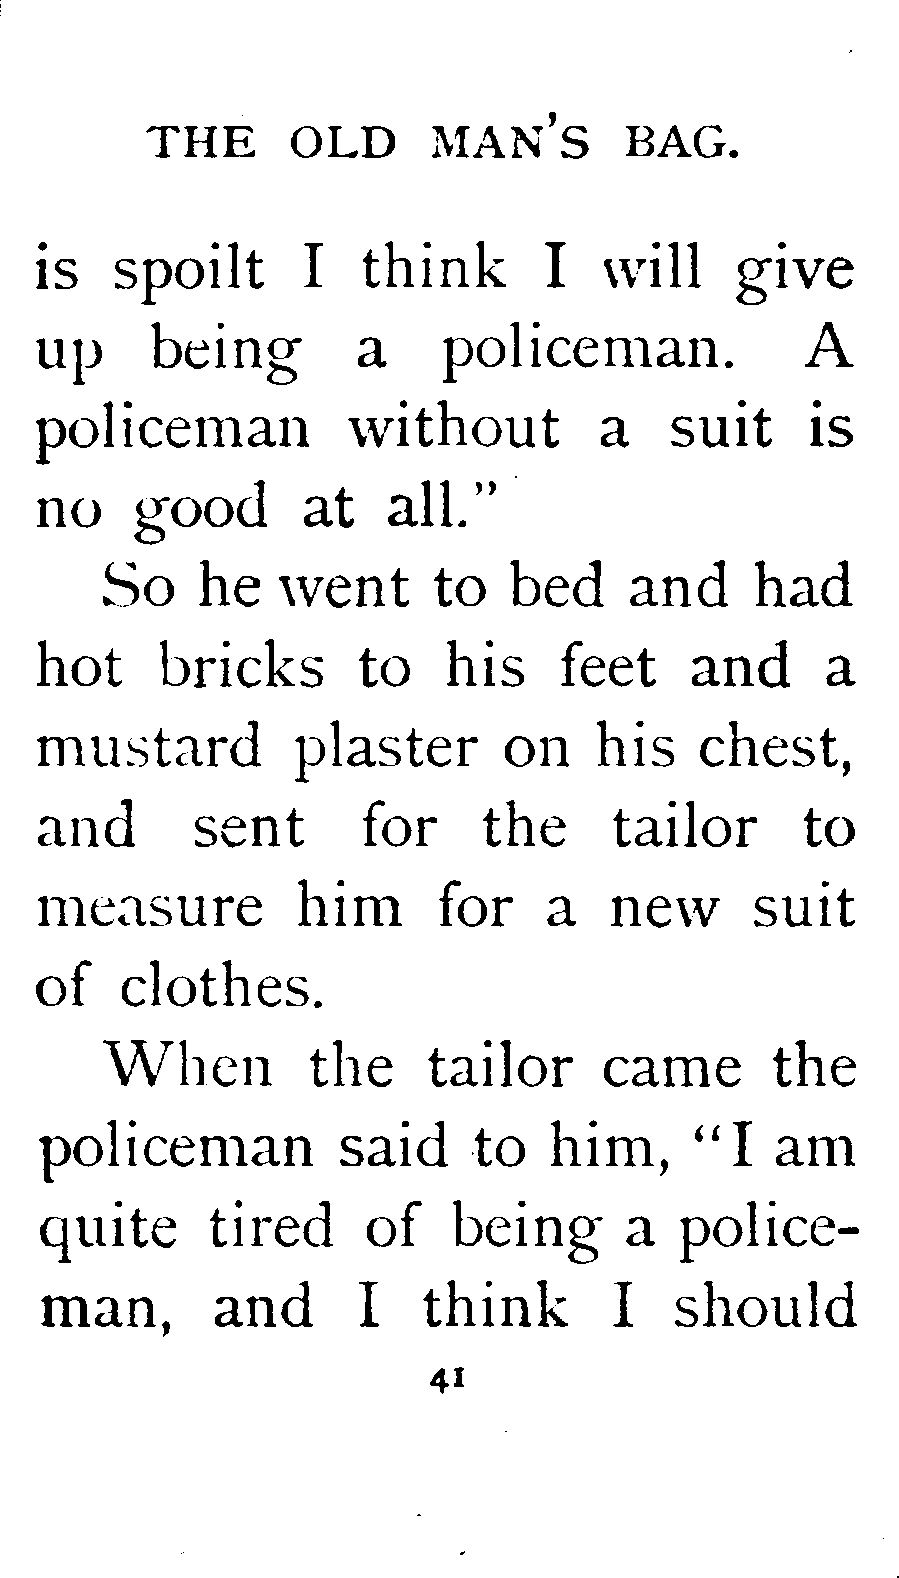 THE OLD MAN'S BAG.
is spoilt I think I will give
up being a policeman. A
policeman without a suit is
no good at all."
So he went to bed and had
hot bricks to his feet and a
mustard plaster on his chest,
and sent for the tailor to
measure him for a new suit
of clothes.
When the tailor came the
policeman said to him, "I am
quite tired of being a police-
man, and I think I should
41